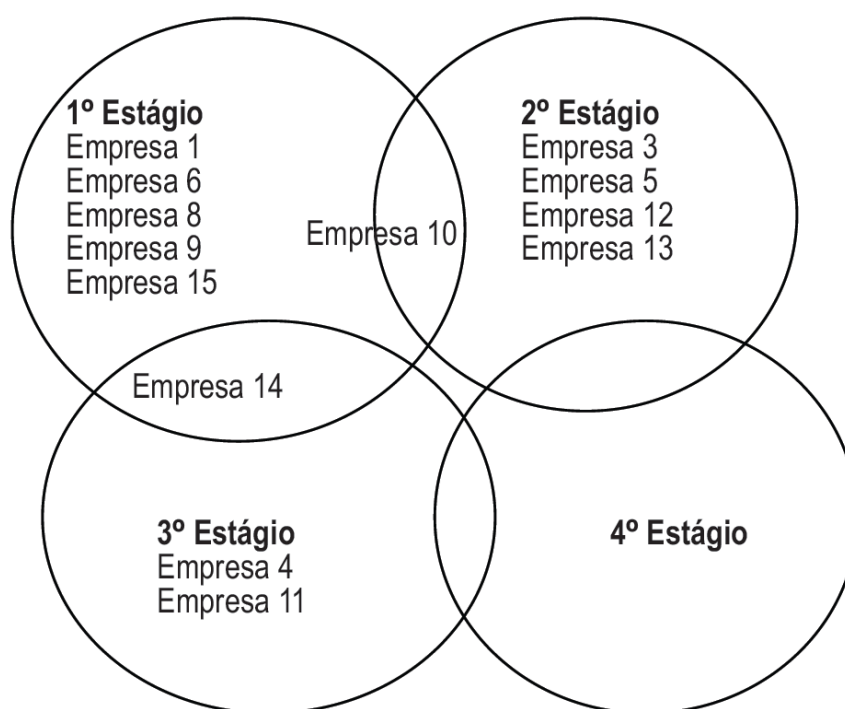 1º Estágio
Empresa 1
Empresa 6
Empresa 8
Empresa 9
Empresa 15
Empresa 10
2º Estágio
Empresa 3
Empresa 5
Empresa 12
Empresa 13
Empresa 14
3º Estágio
Empresa 4
Empresa 11
4º Estágio